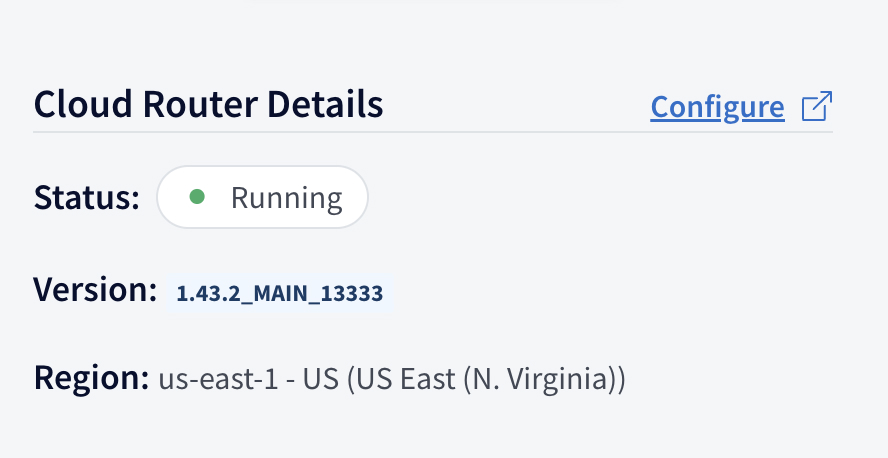 Cloud Router Details Configure
Status: Running
Version: 1.43.2_MAIN_13333
Region: us-east-1 - US (US East (N. Virginia))